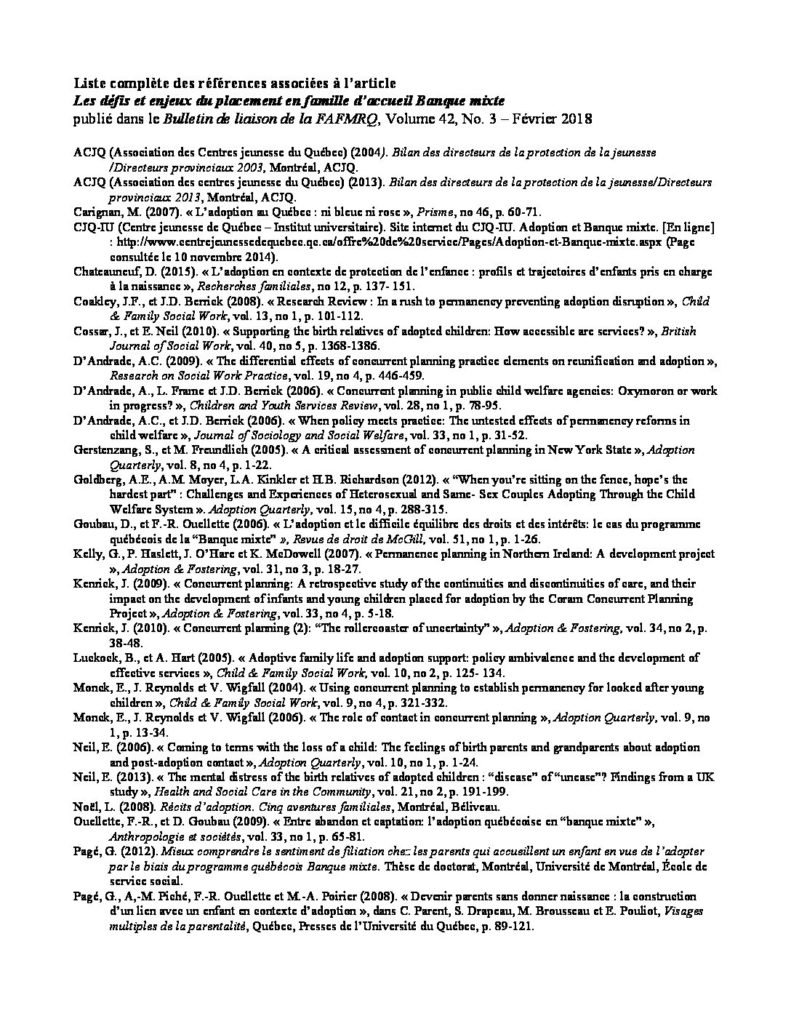 Liste complète des références associées à l'article
Les défis et enjeux du placement en famille d'accueil Banque mixte
publié dans le Bulletin de liaison de la FAFMRQ, Volume 42, No. 3 – Février 2018
ACJQ (Association des Centres jeunesse du Québec) (2004). Bilan des directeurs de la protection de la jeunesse
/Directeurs provinciaux 2003, Montréal, ACJQ.
ACJQ (Association des centres jeunesse du Québec) (2013). Bilan des directeurs de la protection de la jeunesse/Directeurs
provinciaux 2013, Montréal, ACJQ.
Carignan, M. (2007). « L'adoption au Québec : ni bleue ni rose », Prisme, no 46, p. 60-71.
CJQ-IU (Centre jeunesse de Québec – Institut universitaire). Site internet du CJQ-IU. Adoption et Banque mixte. [En ligne]
: http://www.centrejeunessedequebec.qc.ca/offre%20de%20service/Pages/Adoption-et-Banque-mixte.aspx (Page
consultée le 10 novembre 2014).
Chateauneuf, D. (2015). « L'adoption en contexte de protection de l'enfance : profils et trajectoires d'enfants pris en charge
à la naissance », Recherches familiales, no 12, p. 137- 151.
Coakley, J.F., et J.D. Berrick (2008). « Research Review : In a rush to permanency preventing adoption disruption », Child
& Family Social Work, vol. 13, no 1, p. 101-112.
Cossar, J., et E. Neil (2010). « Supporting the birth relatives of adopted children: How accessible are services? », British
Journal of Social Work, vol. 40, no 5, p. 1368-1386.
D'Andrade, A.C. (2009). « The differential effects of concurrent planning practice elements on reunification and adoption »,
Research on Social Work Practice, vol. 19, no 4, p. 446-459.
D'Andrade, A., L. Frame et J.D. Berrick (2006). « Concurrent planning in public child welfare agencies: Oxymoron or work
in progress? », Children and Youth Services Review, vol. 28, no 1, p. 78-95.
D'Andrade, A.C., et J.D. Berrick (2006). « When policy meets practice: The untested effects of permanency reforms in
child welfare », Journal of Sociology and Social Welfare, vol. 33, no 1, p. 31-52.
Gerstenzang, S., et M. Freundlich (2005). « A critical assessment of concurrent planning in New York State », Adoption
Quarterly, vol. 8, no 4, p. 1-22.
Goldberg, A.E., A.M. Moyer, L.A. Kinkler et H.B. Richardson (2012). « “When you're sitting on the fence, hope's the
hardest part” : Challenges and Experiences of Heterosexual and Same- Sex Couples Adopting Through the Child
Welfare System ». Adoption Quarterly, vol. 15, no 4, p. 288-315.
Goubau, D., et F.-R. Ouellette (2006). « L'adoption et le difficile équilibre des droits et des intérêts: le cas du programme
québécois de la “Banque mixte” », Revue de droit de McGill, vol. 51, no 1, p. 1-26.
Kelly, G., P. Haslett, J. O'Hare et K. McDowell (2007). « Permanence planning in Northern Ireland: A development project
», Adoption & Fostering, vol. 31, no 3, p. 18-27.
Kenrick, J. (2009). « Concurrent planning: A retrospective study of the continuities and discontinuities of care, and their
impact on the development of infants and young children placed for adoption by the Coram Concurrent Planning
Project », Adoption & Fostering, vol. 33, no 4, p. 5-18.
Kenrick, J. (2010). « Concurrent planning (2): “The rollercoaster of uncertainty” », Adoption & Fostering, vol. 34, no 2, p.
38-48.
Luckock, B., et A. Hart (2005). « Adoptive family life and adoption support: policy ambivalence and the development of
effective services », Child & Family Social Work, vol. 10, no 2, p. 125- 134.
Monck, E., J. Reynolds et V. Wigfall (2004). « Using concurrent planning to establish permanency for looked after young
children », Child & Family Social Work, vol. 9, no 4, p. 321-332.
Monck, E., J. Reynolds et V. Wigfall (2006). « The role of contact in concurrent planning », Adoption Quarterly, vol. 9, no
1, p. 13-34.
Neil, E. (2006). « Coming to terms with the loss of a child: The feelings of birth parents and grandparents about adoption
and post-adoption contact », Adoption Quarterly, vol. 10, no 1, p. 1-24.
Neil, E. (2013). « The mental distress of the birth relatives of adopted children : “disease” of “unease”? Findings from a UK
study », Health and Social Care in the Community, vol. 21, no 2, p. 191-199.
Noël, L. (2008). Récits d'adoption. Cinq aventures familiales, Montréal, Béliveau.
Ouellette, F.-R., et D. Goubau (2009). « Entre abandon et captation: l'adoption québécoise en “banque mixte” »,
Anthropologie et sociétés, vol. 33, no 1, p. 65-81.
Pagé, G. (2012). Mieux comprendre le sentiment de filiation chez les parents qui accueillent un enfant en vue de l'adopter
par le biais du programme québécois Banque mixte. Thèse de doctorat, Montréal, Université de Montréal, École de
service social.
Pagé, G., A,-M. Piché, F.-R. Ouellette et M.-A. Poirier (2008). « Devenir parents sans donner naissance : la construction
d'un lien avec un enfant en contexte d'adoption », dans C. Parent, S. Drapeau, M. Brousseau et E. Pouliot, Visages
multiples de la parentalité, Québec, Presses de l'Université du Québec, p. 89-121.